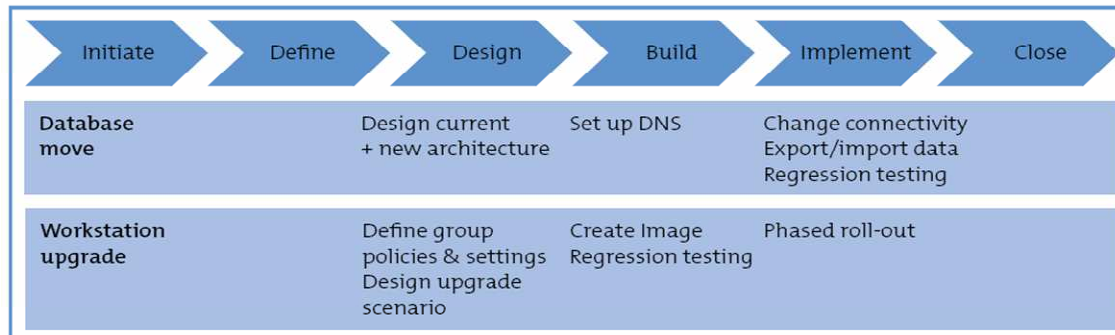 Initiate Define Design Build Implement Close
Database
move
Design current
+ new architecture
Set up DNS
Change connectivity
Export/import data
Regression testing
Workstation
upgrade
Define group
policies & settings
Design upgrade
scenario
Create Image
Regression testing
Phased roll-out